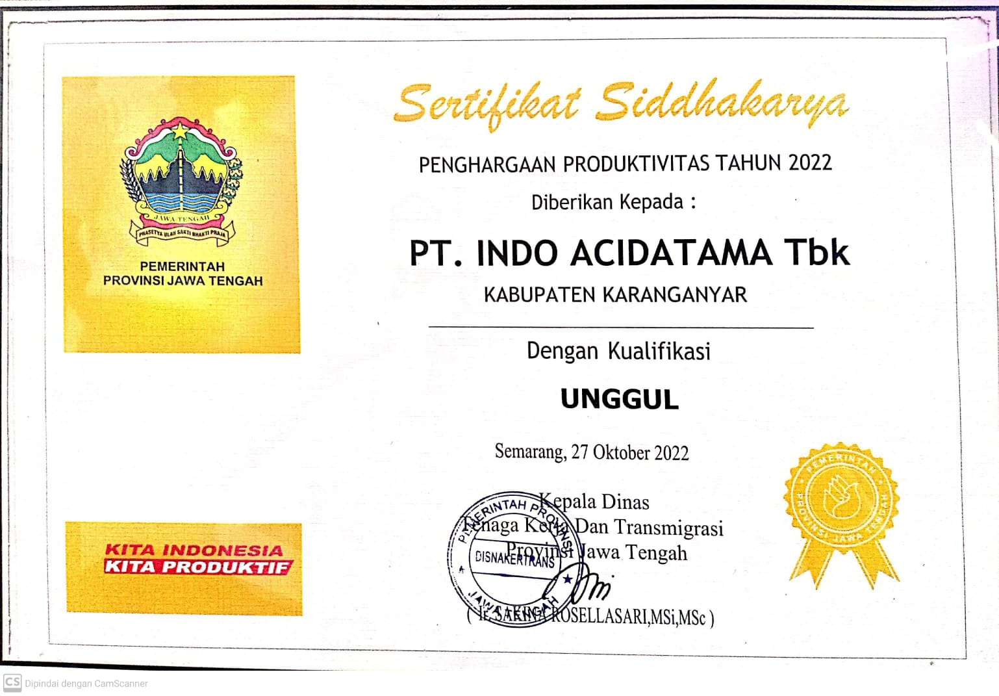 JAWA TENGAH
PRASETYA ULAH SAKTI BHAKTI PRAJA
PEMERINTAH
PROVINSI JAWA TENGAH
Sertifikat Siddhakarya
PENGHARGAAN PRODUKTIVITAS TAHUN 2022
Diberikan Kepada :
PT. INDO ACIDATAMA Tbk
KABUPATEN KARANGANYAR
Dengan Kualifikasi
UNGGUL
Semarang, 27 Oktober 2022
Kepala Dinas
Tenaga Kerja Dan Transmigrasi
Provinsi Jawa Tengah
PEMERINTAH PROVINSI
DISNAKERTRANS
JAWA TENGAH
( Ir. SAKINA ROSELLASARI,MSi,MSc )
PEMERINTAH
PROVINSI JAWA TENGAH
KITA INDONESIA
KITA PRODUKTIF
CS Dipindai dengan CamScanner